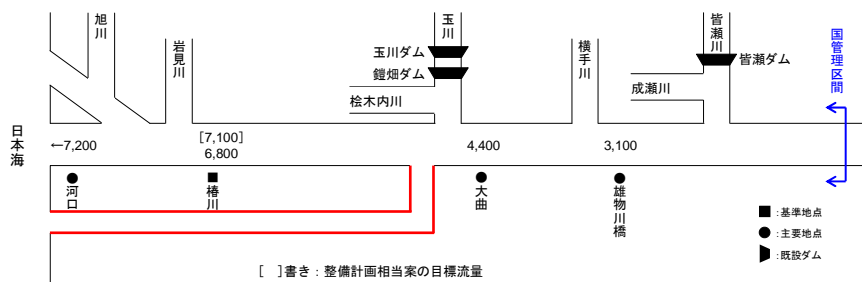 旭川
岩見川
玉川
玉川ダム
鎧畑ダム
桧木内川
横手川
皆瀬川
皆瀬ダム
成瀬川
国管理区間
日本海
←7,200
[7,100]
6,800
4,400
3,100
河口
椿川
大曲
雄物川橋
■ :基準地点
● :主要地点
:既設ダム
[ ]書き：整備計画相当案の目標流量